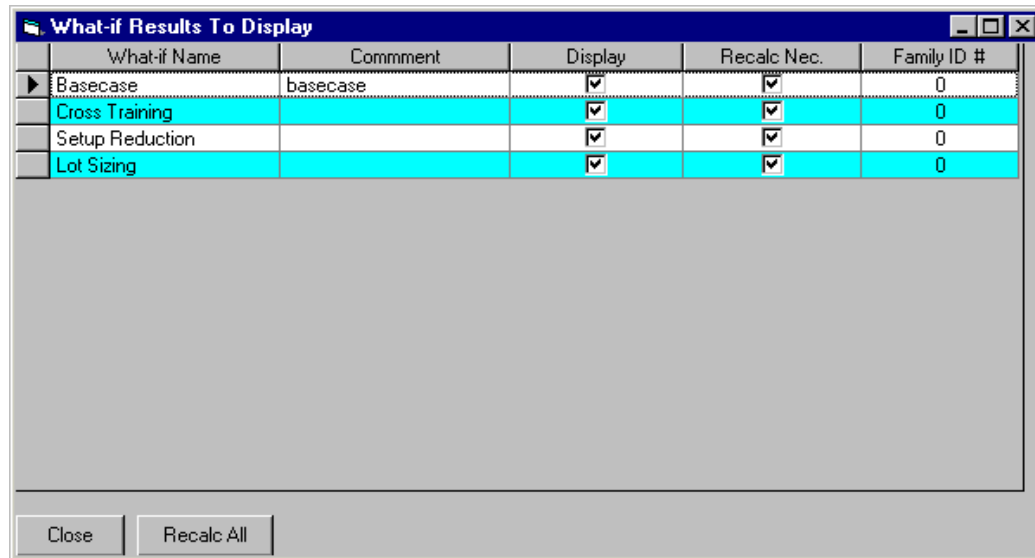 What-if Results To Display
What-if Name Commment Display Recalc Nec. Family ID #
Basecase basecase 0
Cross Training 0
Setup Reduction 0
Lot Sizing 0
Close Recalc All